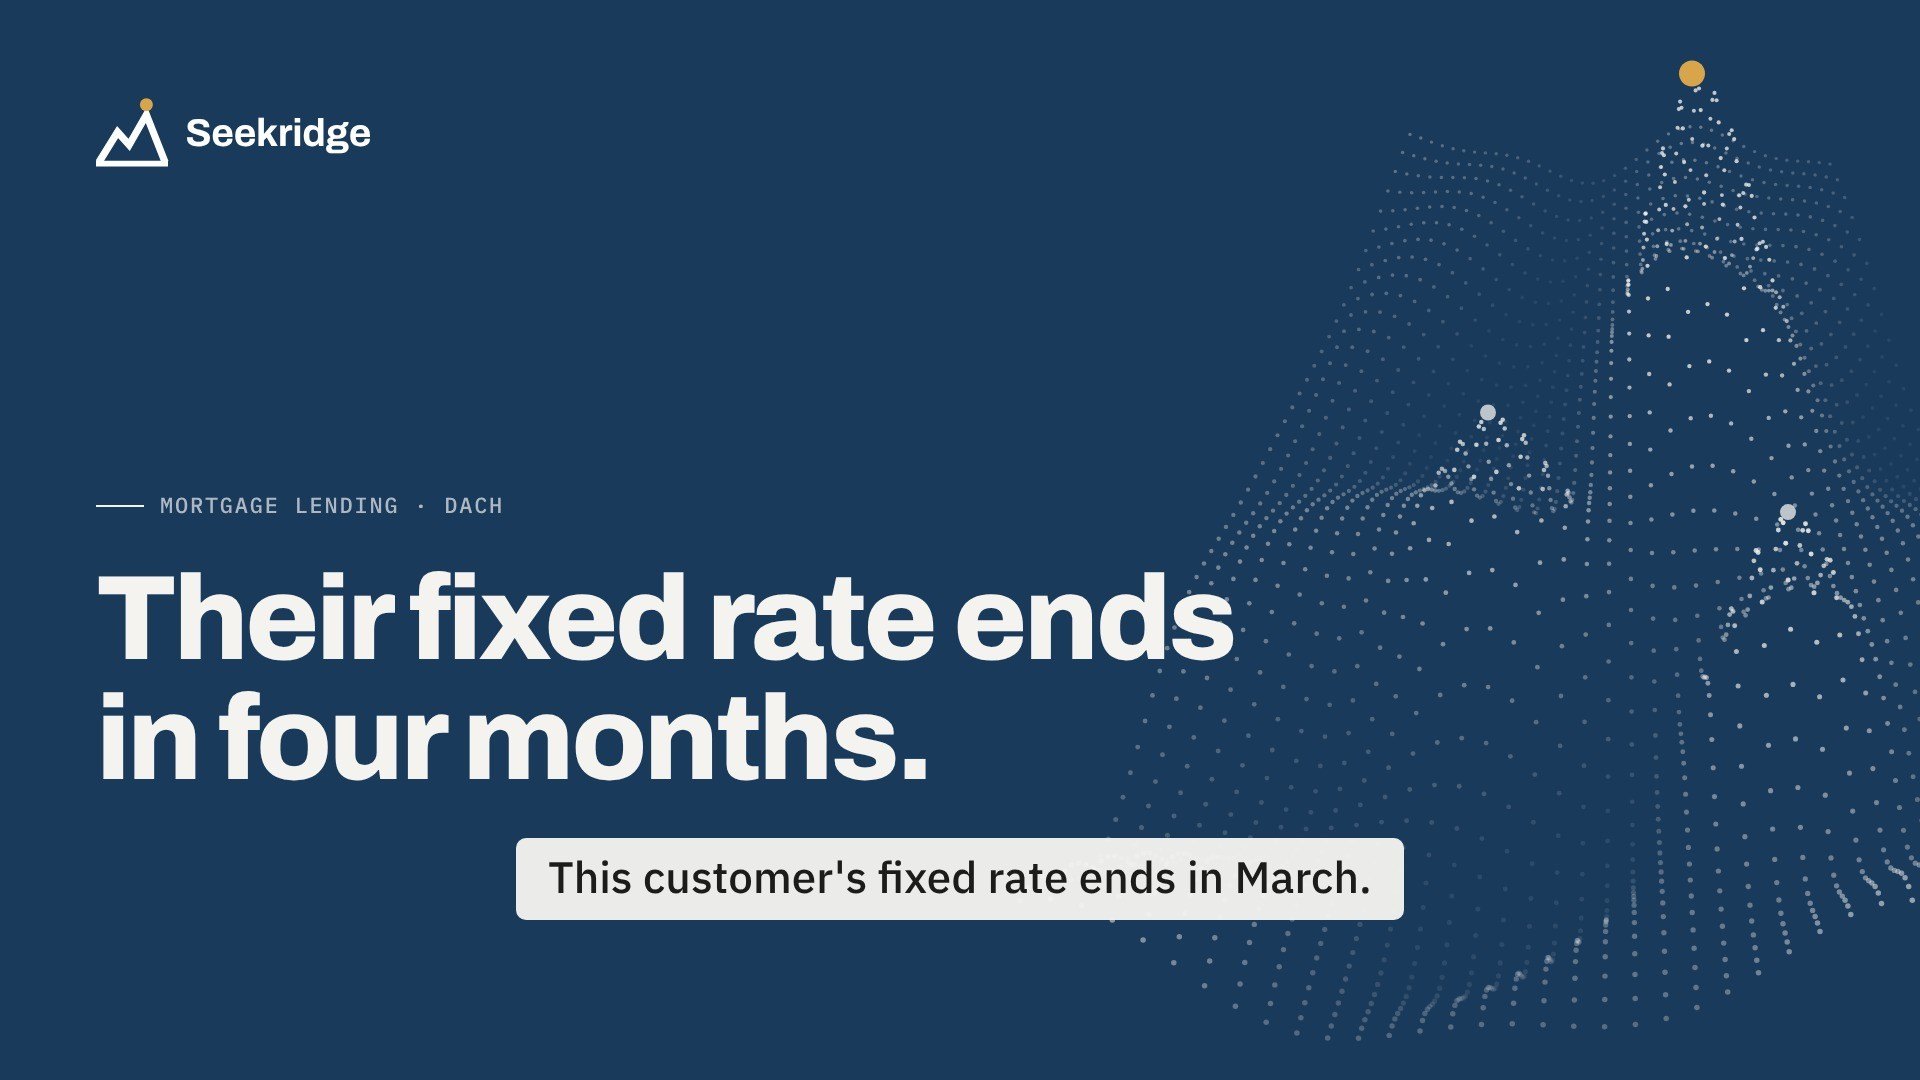 Seekridge
MORTGAGE LENDING · DACH
Their fixed rate ends
in four months.
This customer's fixed rate ends in March.